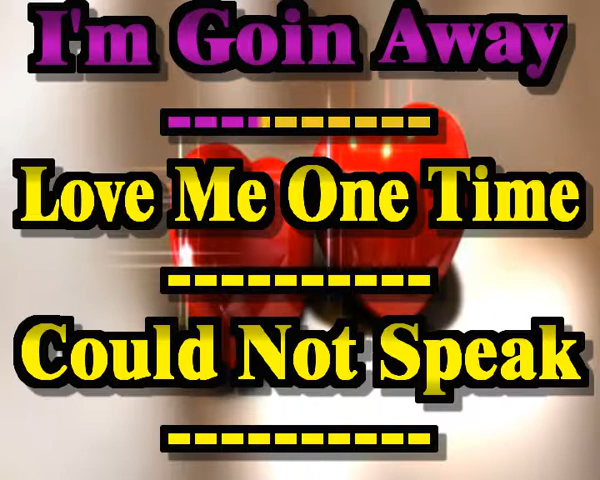 I'm Goin Away
----------
Love Me One Time
----------
Could Not Speak
----------